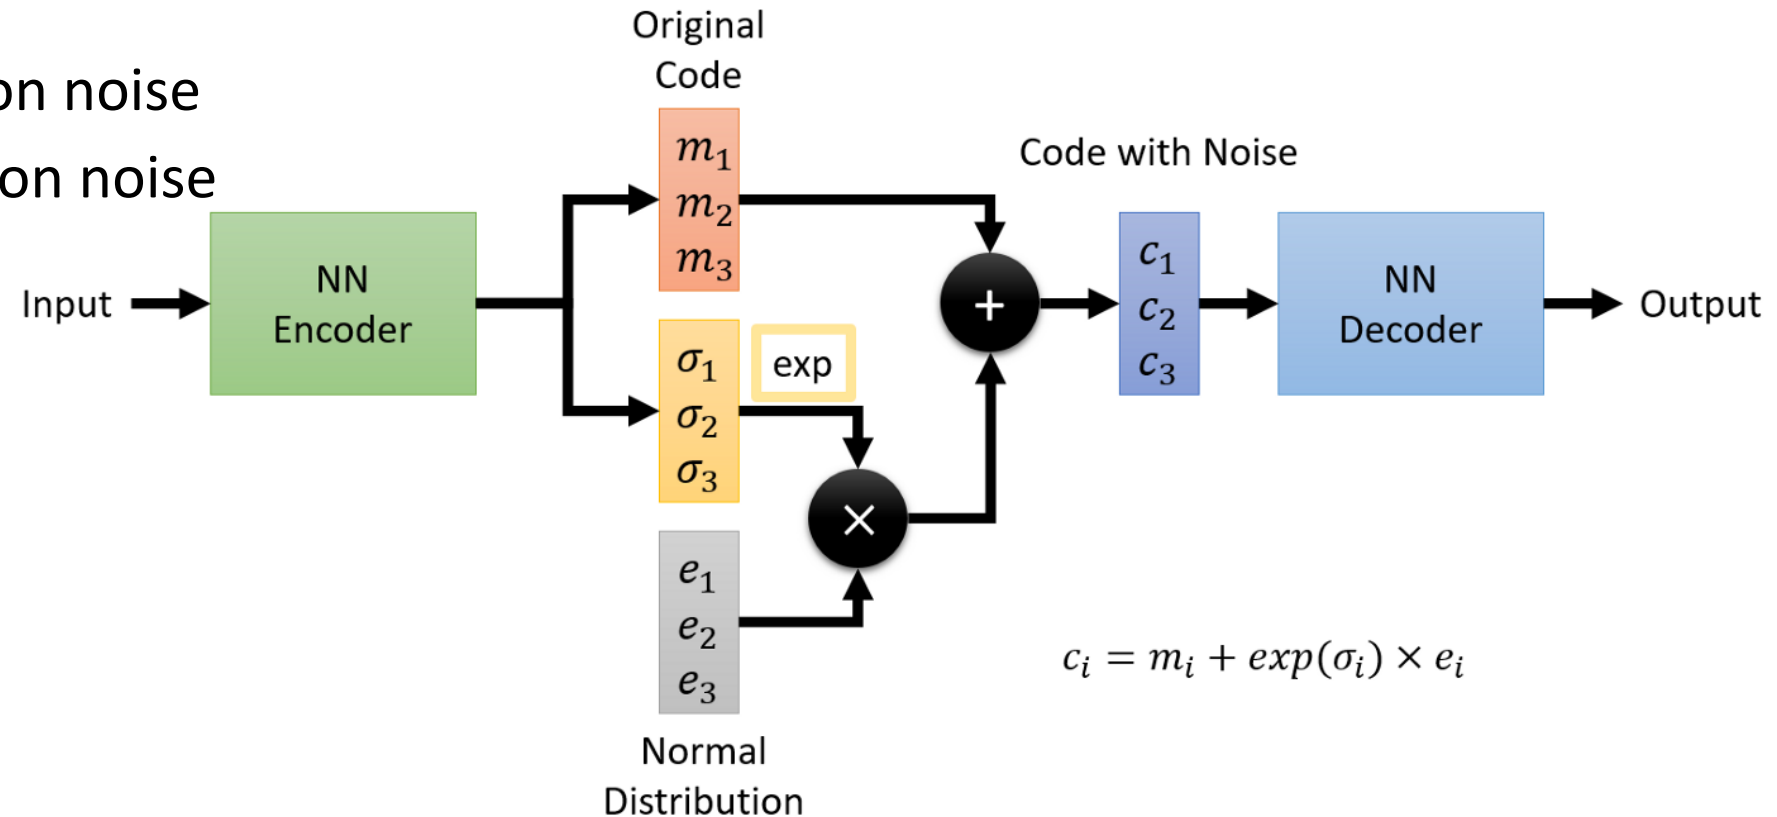 on noise
on noise
Original
Code
m₁
m₂
m₃
Code with Noise
Input
NN
Encoder
σ₁
σ₂
σ₃
exp
+
c₁
c₂
c₃
NN
Decoder
Output
×
e₁
e₂
e₃
Normal
Distribution
cᵢ = mᵢ + exp(σᵢ) × eᵢ